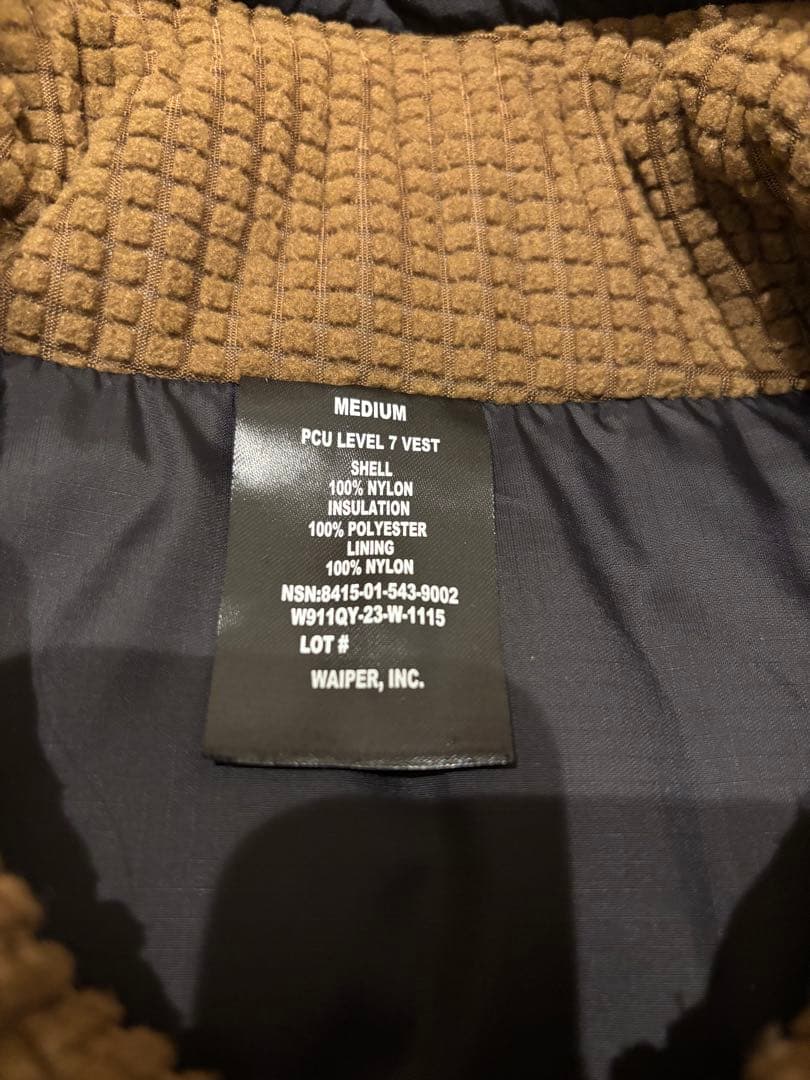 MEDIUM
PCU LEVEL 7 VEST
SHELL
100% NYLON
INSULATION
100% POLYESTER
LINING
100% NYLON
NSN:8415-01-543-9002
W911QY-23-W-1115
LOT #
WAIPER, INC.